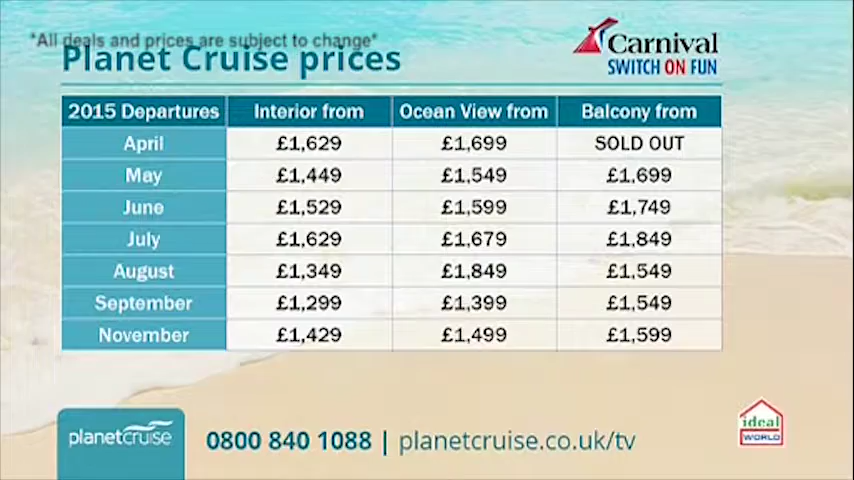 *All deals and prices are subject to change*
Planet Cruise prices
Carnival
SWITCH ON FUN
2015 Departures Interior from Ocean View from Balcony from
April £1,629 £1,699 SOLD OUT
May £1,449 £1,549 £1,699
June £1,529 £1,599 £1,749
July £1,629 £1,679 £1,849
August £1,349 £1,849 £1,549
September £1,299 £1,399 £1,549
November £1,429 £1,499 £1,599
planetcruise
0800 840 1088 | planetcruise.co.uk/tv
ideal
WORLD